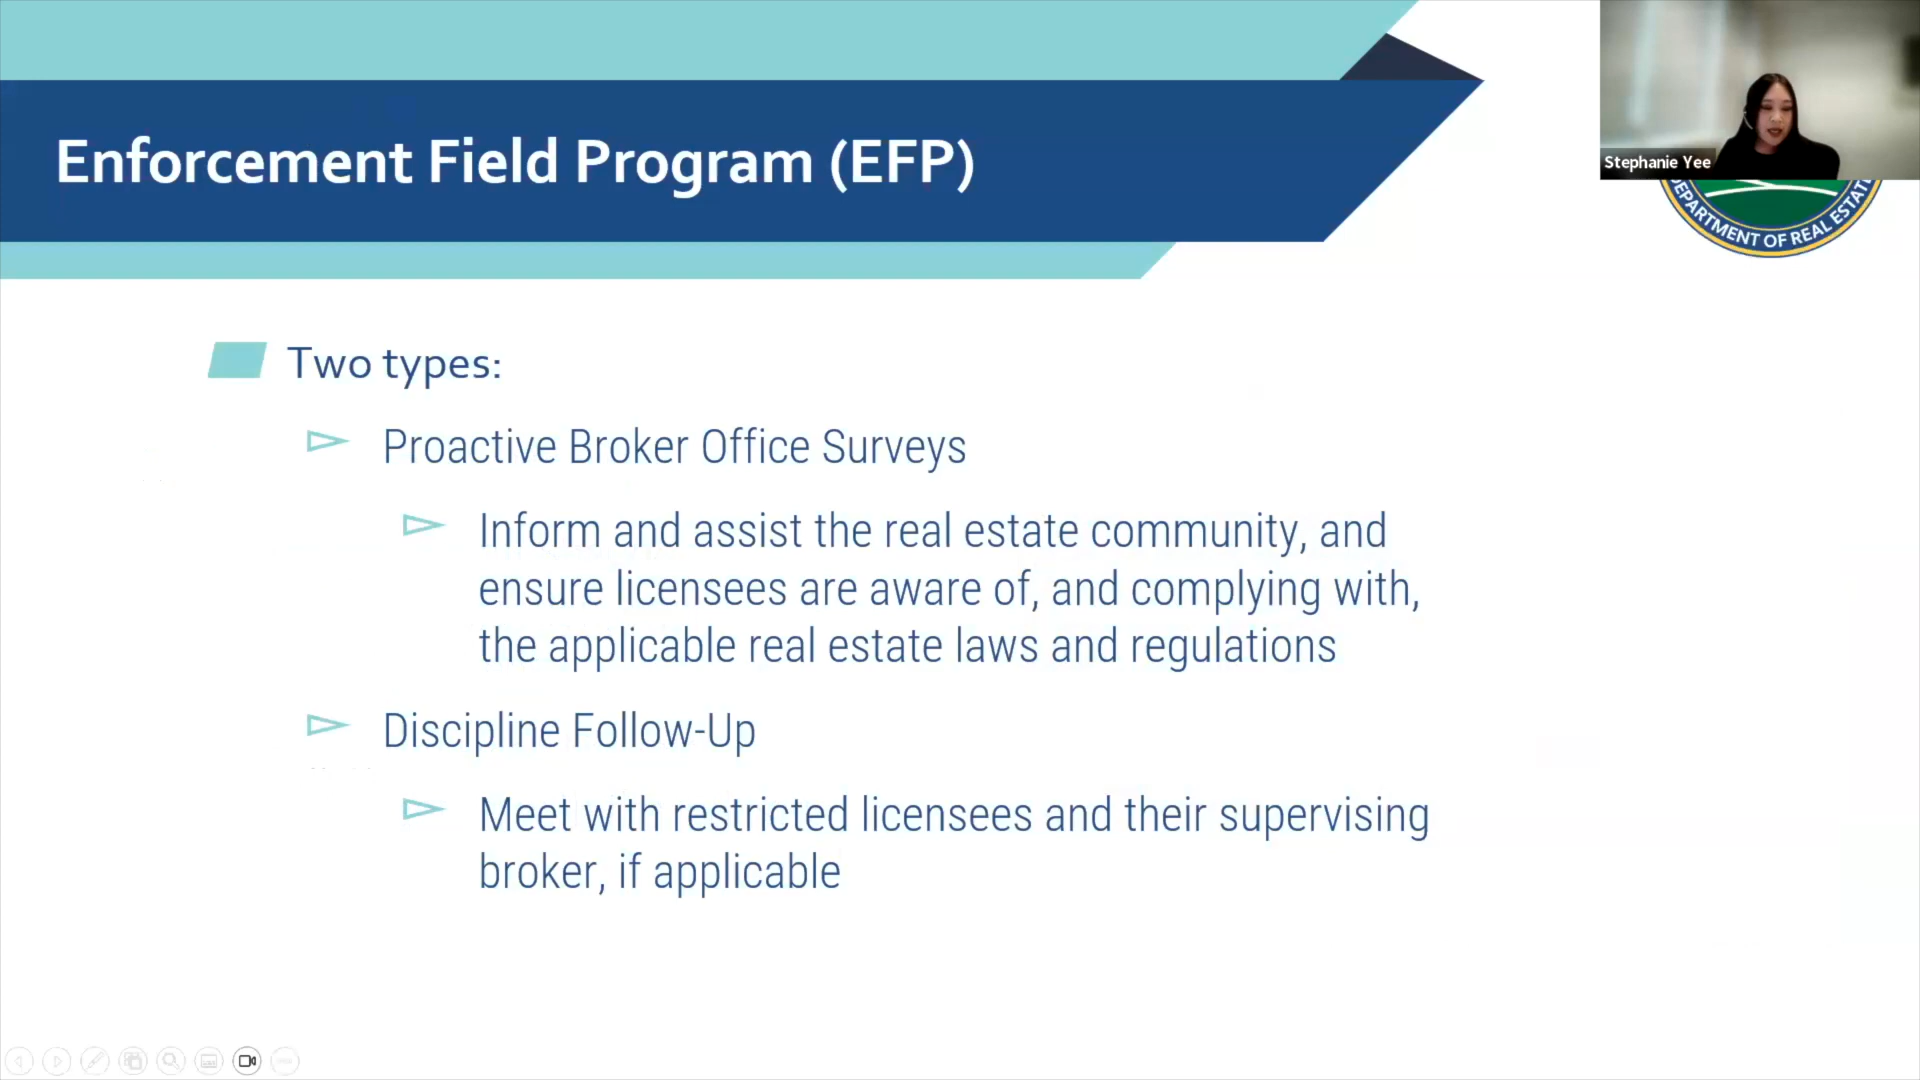 Enforcement Field Program (EFP)
Stephanie Yee
DEPARTMENT OF REAL ESTATE
Two types:
Proactive Broker Office Surveys
Inform and assist the real estate community, and
ensure licensees are aware of, and complying with,
the applicable real estate laws and regulations
Discipline Follow-Up
Meet with restricted licensees and their supervising
broker, if applicable